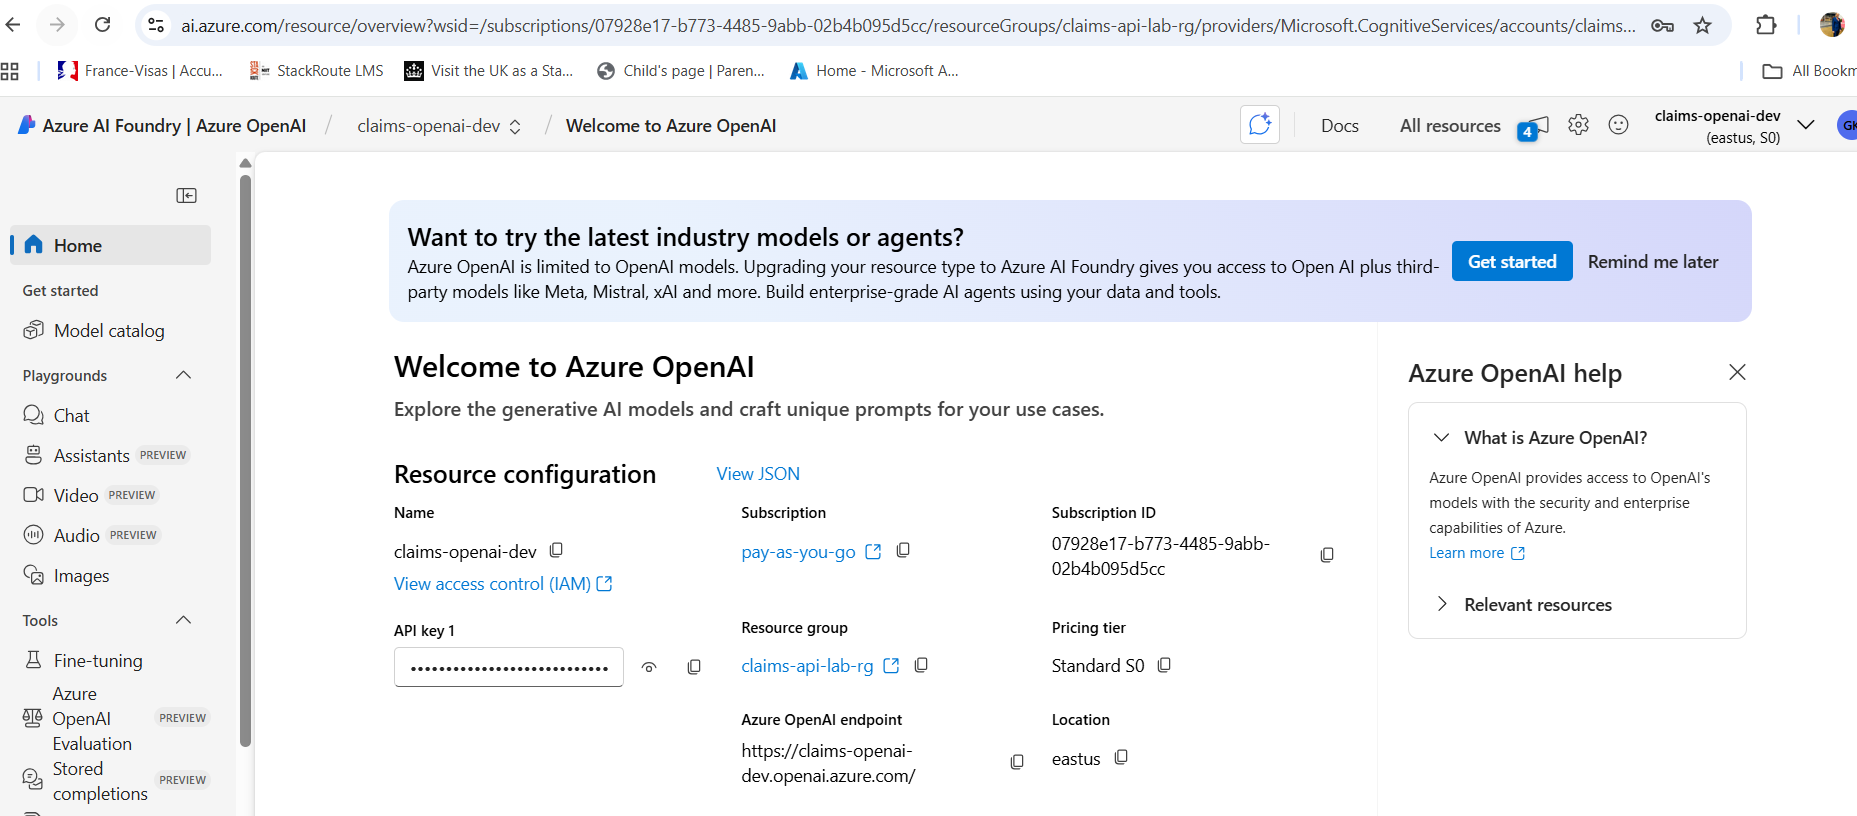 ai.azure.com/resource/overview?wsid=/subscriptions/07928e17-b773-4485-9abb-02b4b095d5cc/resourceGroups/claims-api-lab-rg/providers/Microsoft.CognitiveServices/accounts/claims...
France-Visas | Accu...
StackRoute LMS
Visit the UK as a Sta...
Child's page | Paren...
Home - Microsoft A...
All Bookm
Azure AI Foundry | Azure OpenAI / claims-openai-dev / Welcome to Azure OpenAI
Docs
All resources
4
claims-openai-dev
(eastus, S0)
GK
Home
Get started
Model catalog
Playgrounds
Chat
Assistants PREVIEW
Video PREVIEW
Audio PREVIEW
Images
Tools
Fine-tuning
Azure
OpenAI PREVIEW
Evaluation
Stored
completions PREVIEW
Want to try the latest industry models or agents?
Azure OpenAI is limited to OpenAI models. Upgrading your resource type to Azure AI Foundry gives you access to Open AI plus third-
party models like Meta, Mistral, xAI and more. Build enterprise-grade AI agents using your data and tools.
Get started
Remind me later
Welcome to Azure OpenAI
Explore the generative AI models and craft unique prompts for your use cases.
Resource configuration
View JSON
Name
claims-openai-dev
View access control (IAM)
API key 1
Subscription
pay-as-you-go
Subscription ID
07928e17-b773-4485-9abb-
02b4b095d5cc
Resource group
claims-api-lab-rg
Pricing tier
Standard S0
Azure OpenAI endpoint
https://claims-openai-
dev.openai.azure.com/
Location
eastus
Azure OpenAI help
What is Azure OpenAI?
Azure OpenAI provides access to OpenAI's
models with the security and enterprise
capabilities of Azure.
Learn more
Relevant resources